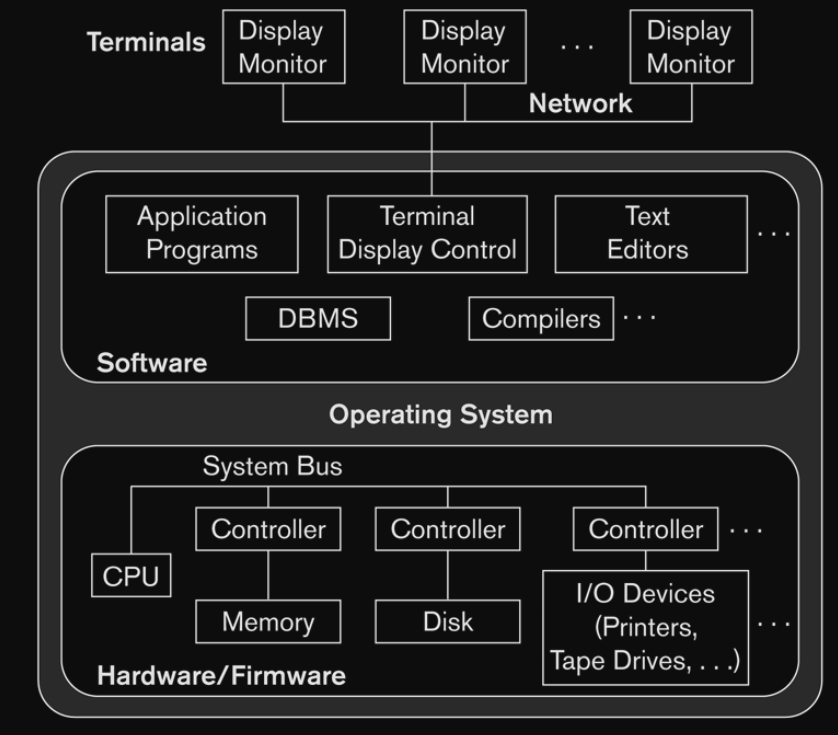 Terminals
Display
Monitor
Display
Monitor
. . .
Display
Monitor
Network
Application
Programs
Terminal
Display Control
Text
Editors
. . .
DBMS
Compilers
. . .
Software
Operating System
System Bus
Controller
Controller
Controller
. . .
CPU
Memory
Disk
I/O Devices
(Printers,
Tape Drives, . . .)
. . .
Hardware/Firmware